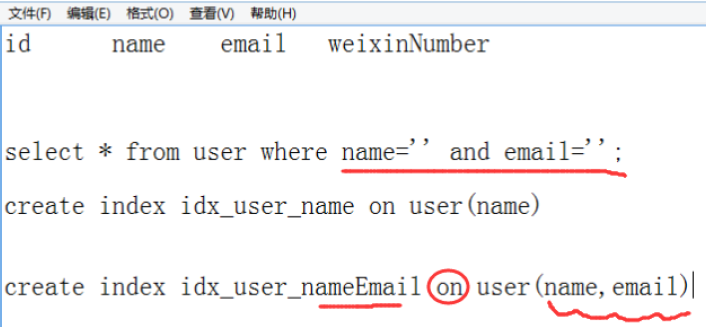 文件(F) 编辑(E) 格式(O) 查看(V) 帮助(H)
id name email weixinNumber
select * from user where name='' and email='';
create index idx_user_name on user(name)
create index idx_user_nameEmail on user(name,email)